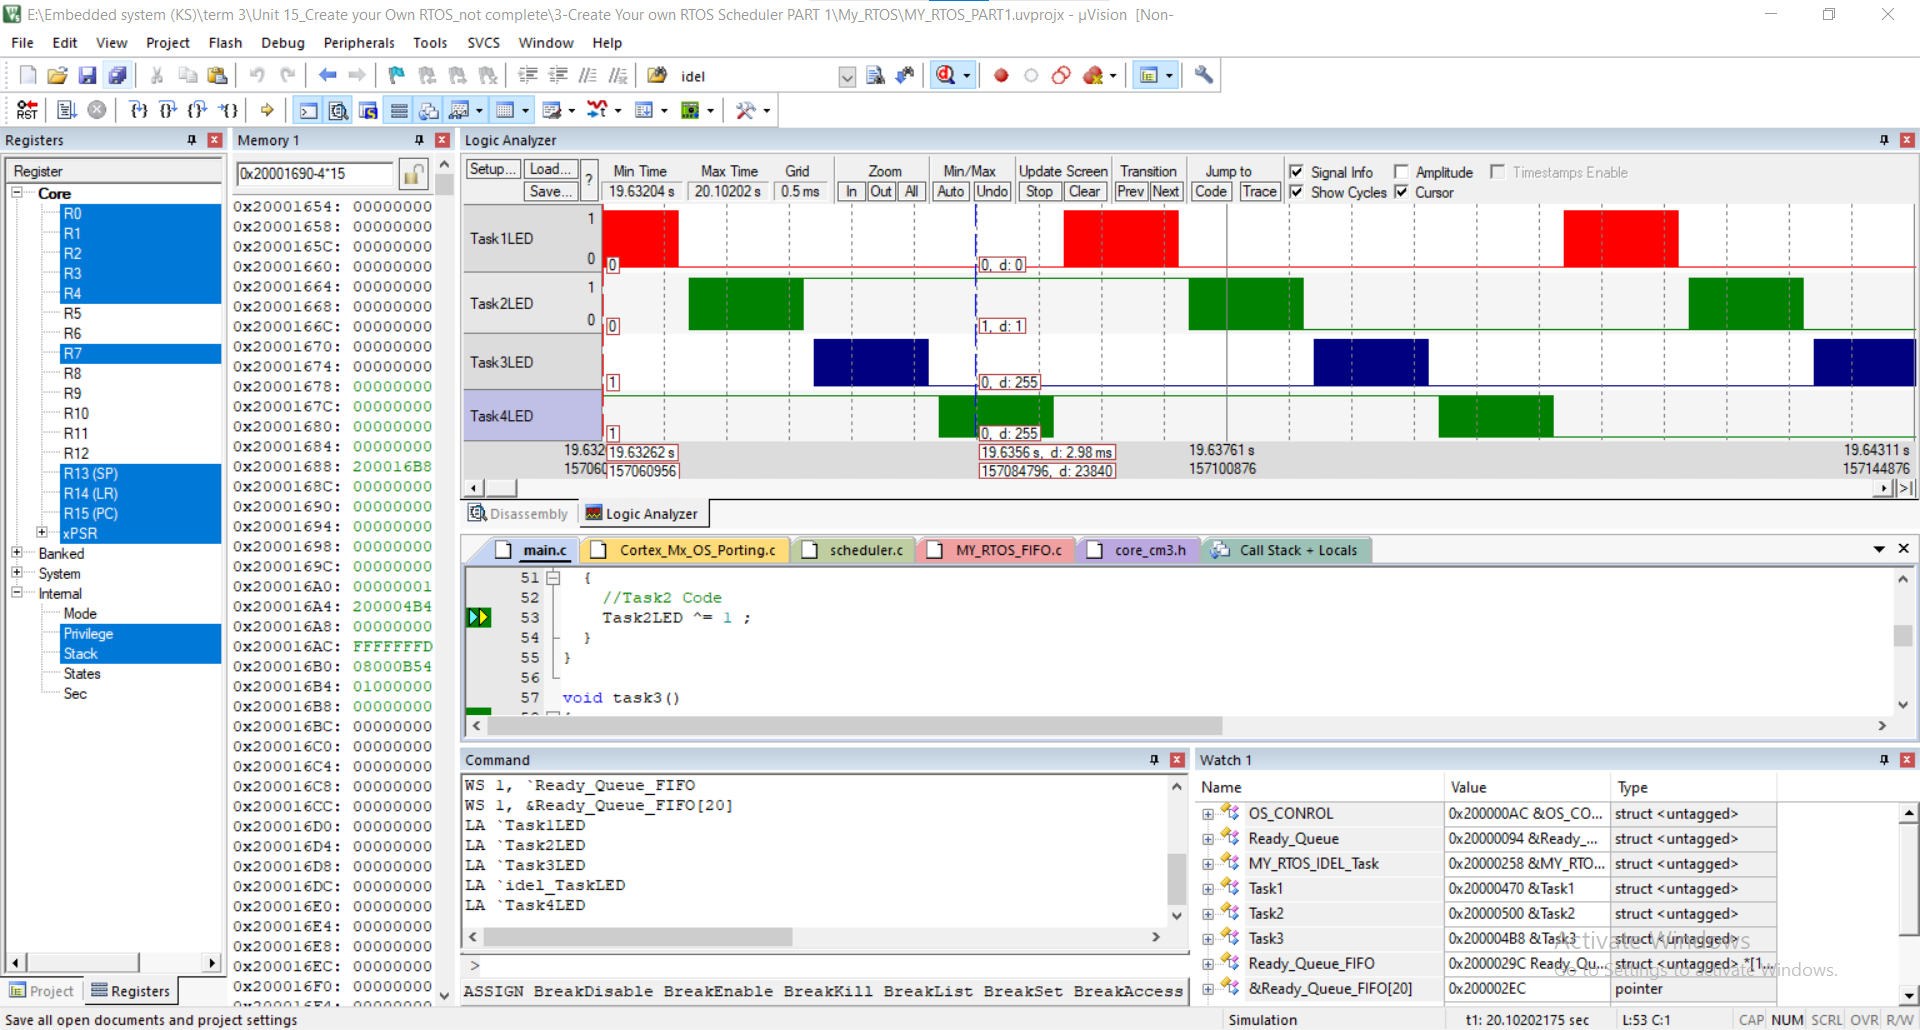 E:\Embedded system (KS)\term 3\Unit 15_Create your Own RTOS_not complete\3-Create Your own RTOS Scheduler PART 1\My_RTOS\MY_RTOS_PART1.uvprojx - µVision  [Non-
File Edit View Project Flash Debug Peripherals Tools SVCS Window Help
idel
RST
Registers
Register
Core
R0
R1
R2
R3
R4
R5
R6
R7
R8
R9
R10
R11
R12
R13 (SP)
R14 (LR)
R15 (PC)
xPSR
Banked
System
Internal
Mode
Privilege
Stack
States
Sec
Project Registers
Memory 1
0x20001690-4*15
0x20001654: 00000000
0x20001658: 00000000
0x2000165C: 00000000
0x20001660: 00000000
0x20001664: 00000000
0x20001668: 00000000
0x2000166C: 00000000
0x20001670: 00000000
0x20001674: 00000000
0x20001678: 00000000
0x2000167C: 00000000
0x20001680: 00000000
0x20001684: 00000000
0x20001688: 200016B8
0x2000168C: 00000000
0x20001690: 00000000
0x20001694: 00000000
0x20001698: 00000000
0x2000169C: 00000000
0x200016A0: 00000001
0x200016A4: 200004B4
0x200016A8: 00000000
0x200016AC: FFFFFFFD
0x200016B0: 08000B54
0x200016B4: 01000000
0x200016B8: 00000000
0x200016BC: 00000000
0x200016C0: 00000000
0x200016C4: 00000000
0x200016C8: 00000000
0x200016CC: 00000000
0x200016D0: 00000000
0x200016D4: 00000000
0x200016D8: 00000000
0x200016DC: 00000000
0x200016E0: 00000000
0x200016E4: 00000000
0x200016E8: 00000000
0x200016EC: 00000000
0x200016F0: 00000000
Logic Analyzer
Setup... Load... Save... ?
Min Time Max Time Grid Zoom Min/Max Update Screen Transition Jump to Signal Info Amplitude Timestamps Enable
19.63204 s 20.10202 s 0.5 ms In Out All Auto Undo Stop Clear Prev Next Code Trace Show Cycles Cursor
Task1LED 1 0 0 0, d: 0
Task2LED 1 0 0 1, d: 1
Task3LED 1 0, d: 255
Task4LED 1 0, d: 255
19.632 19.63262 s 19.6356 s, d: 2.98 ms 19.63761 s 19.64311 s
15706 157060956 157084796, d: 23840 157100876 157144876
Disassembly Logic Analyzer
main.c Cortex_Mx_OS_Porting.c scheduler.c MY_RTOS_FIFO.c core_cm3.h Call Stack + Locals
51 {
52 //Task2 Code
53 Task2LED ^= 1 ;
54 }
55 }
56
57 void task3()
Command
WS 1, `Ready_Queue_FIFO
WS 1, &Ready_Queue_FIFO[20]
LA `Task1LED
LA `Task2LED
LA `Task3LED
LA `idel_TaskLED
LA `Task4LED
>
ASSIGN BreakDisable BreakEnable BreakKill BreakList BreakSet BreakAccess
Watch 1
Name Value Type
OS_CONROL 0x200000AC &OS_CO... struct <untagged>
Ready_Queue 0x20000094 &Ready_... struct <untagged>
MY_RTOS_IDEL_Task 0x20000258 &MY_RTO... struct <untagged>
Task1 0x20000470 &Task1 struct <untagged>
Task2 0x20000500 &Task2 struct <untagged>
Task3 0x200004B8 &Task3 struct <untagged>
Ready_Queue_FIFO 0x2000029C Ready_Qu... struct <untagged> *[1...
&Ready_Queue_FIFO[20] 0x200002EC pointer
Activate Windows
Go to Settings to activate Windows.
Save all open documents and project settings Simulation t1: 20.10202175 sec L:53 C:1 CAP NUM SCRL OVR R/W